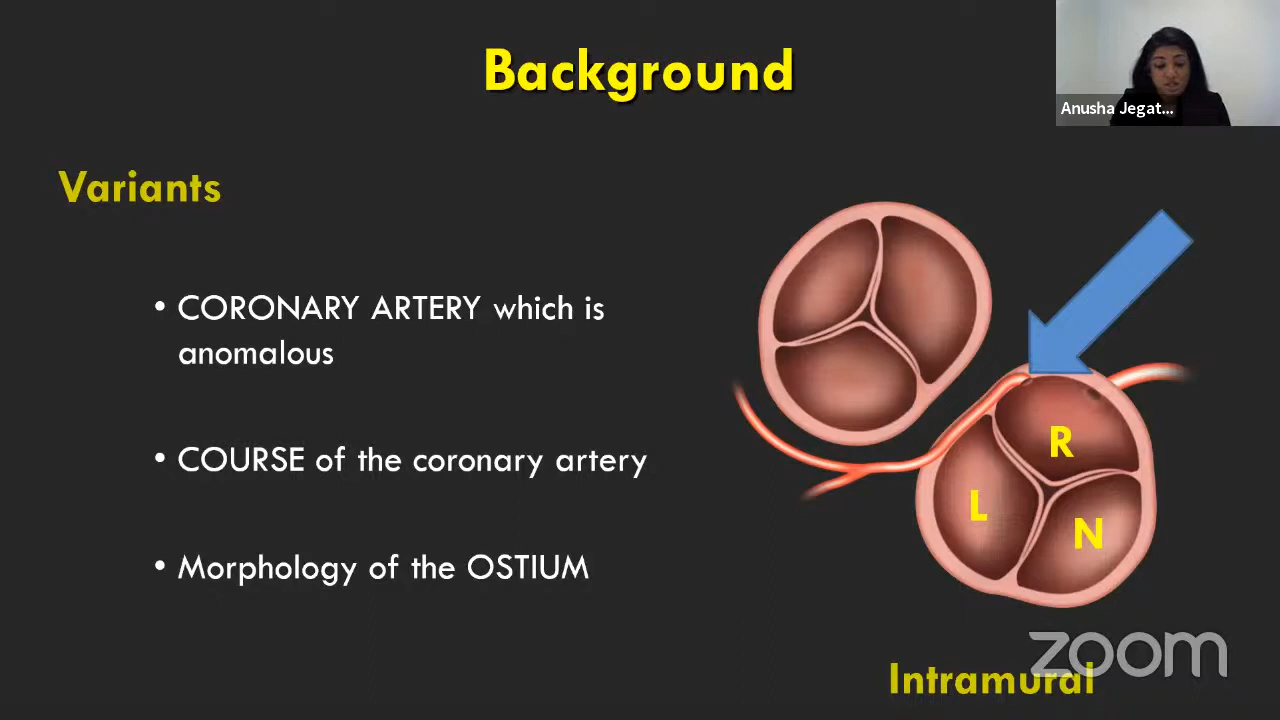 Background
Anusha Jegat...
Variants
• CORONARY ARTERY which is
anomalous
• COURSE of the coronary artery
• Morphology of the OSTIUM
R
L
N
Intramural
zoom